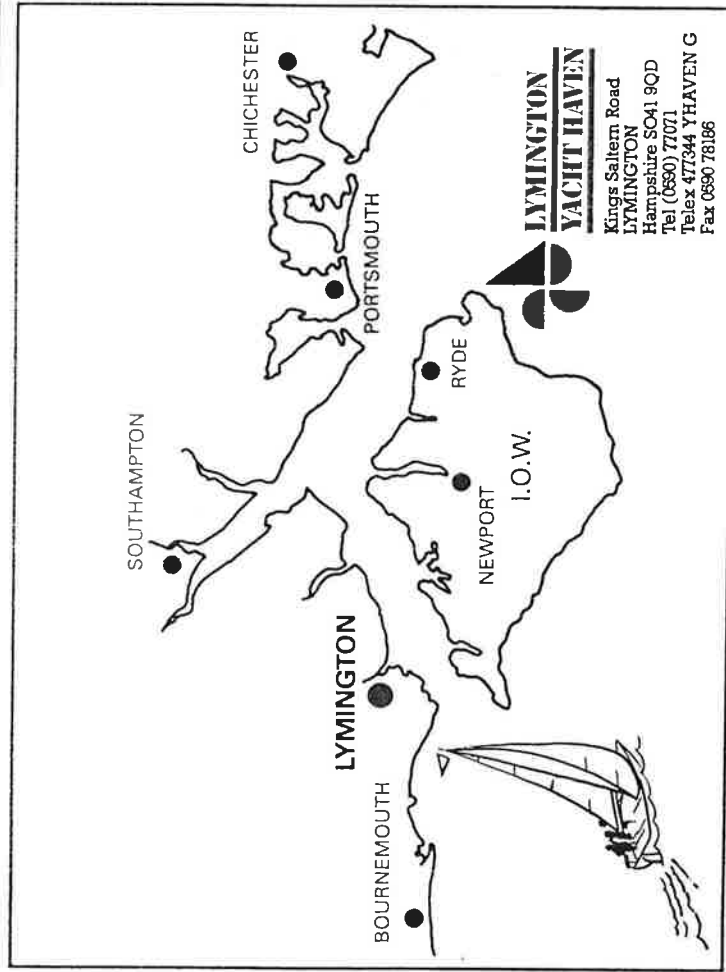 CHICHESTER
SOUTHAMPTON
PORTSMOUTH
LYMINGTON
RYDE
BOURNEMOUTH
NEWPORT
I.O.W.
LYMINGTON
YACHT HAVEN
Kings Saltern Road
LYMINGTON
Hampshire SO41 9QD
Tel (0590) 77071
Telex 477344 YHAVEN G
Fax 0590 78186